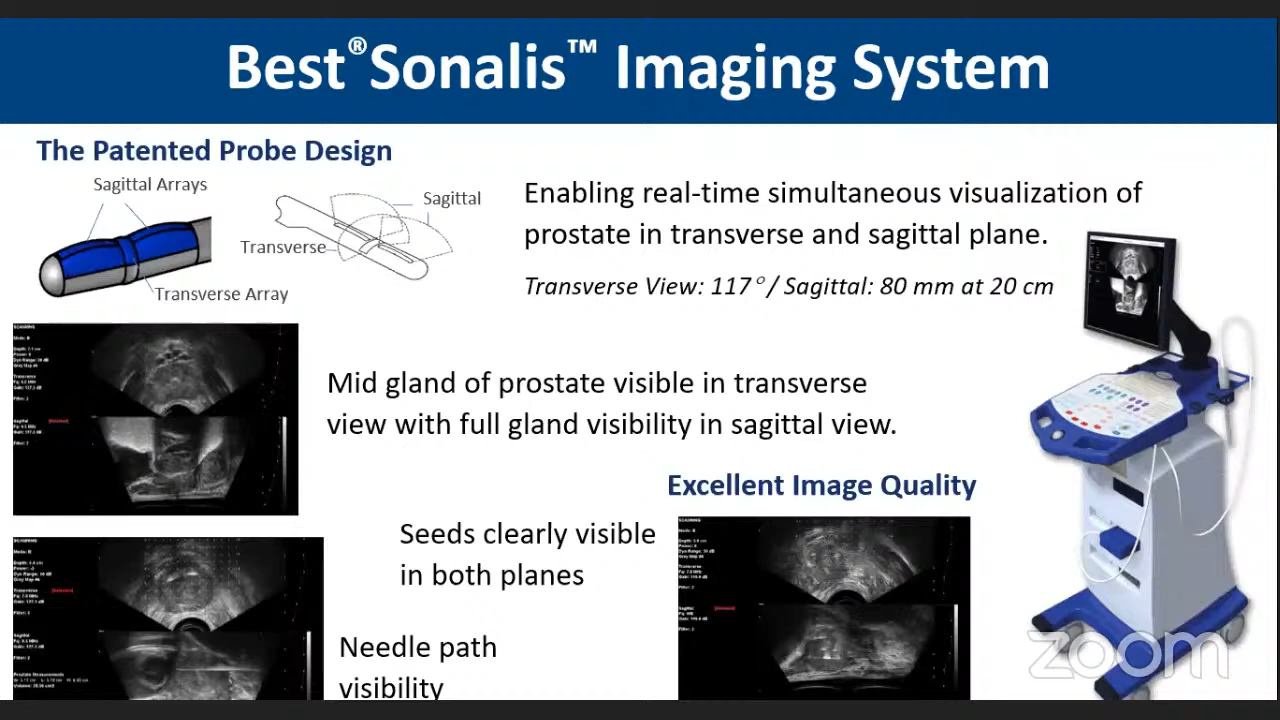 Best®Sonalis™ Imaging System
The Patented Probe Design
Sagittal Arrays
Transverse Array
Sagittal
Transverse
Enabling real-time simultaneous visualization of
prostate in transverse and sagittal plane.
Transverse View: 117° / Sagittal: 80 mm at 20 cm
Mid gland of prostate visible in transverse
view with full gland visibility in sagittal view.
Excellent Image Quality
Seeds clearly visible
in both planes
Needle path
visibility
zoom